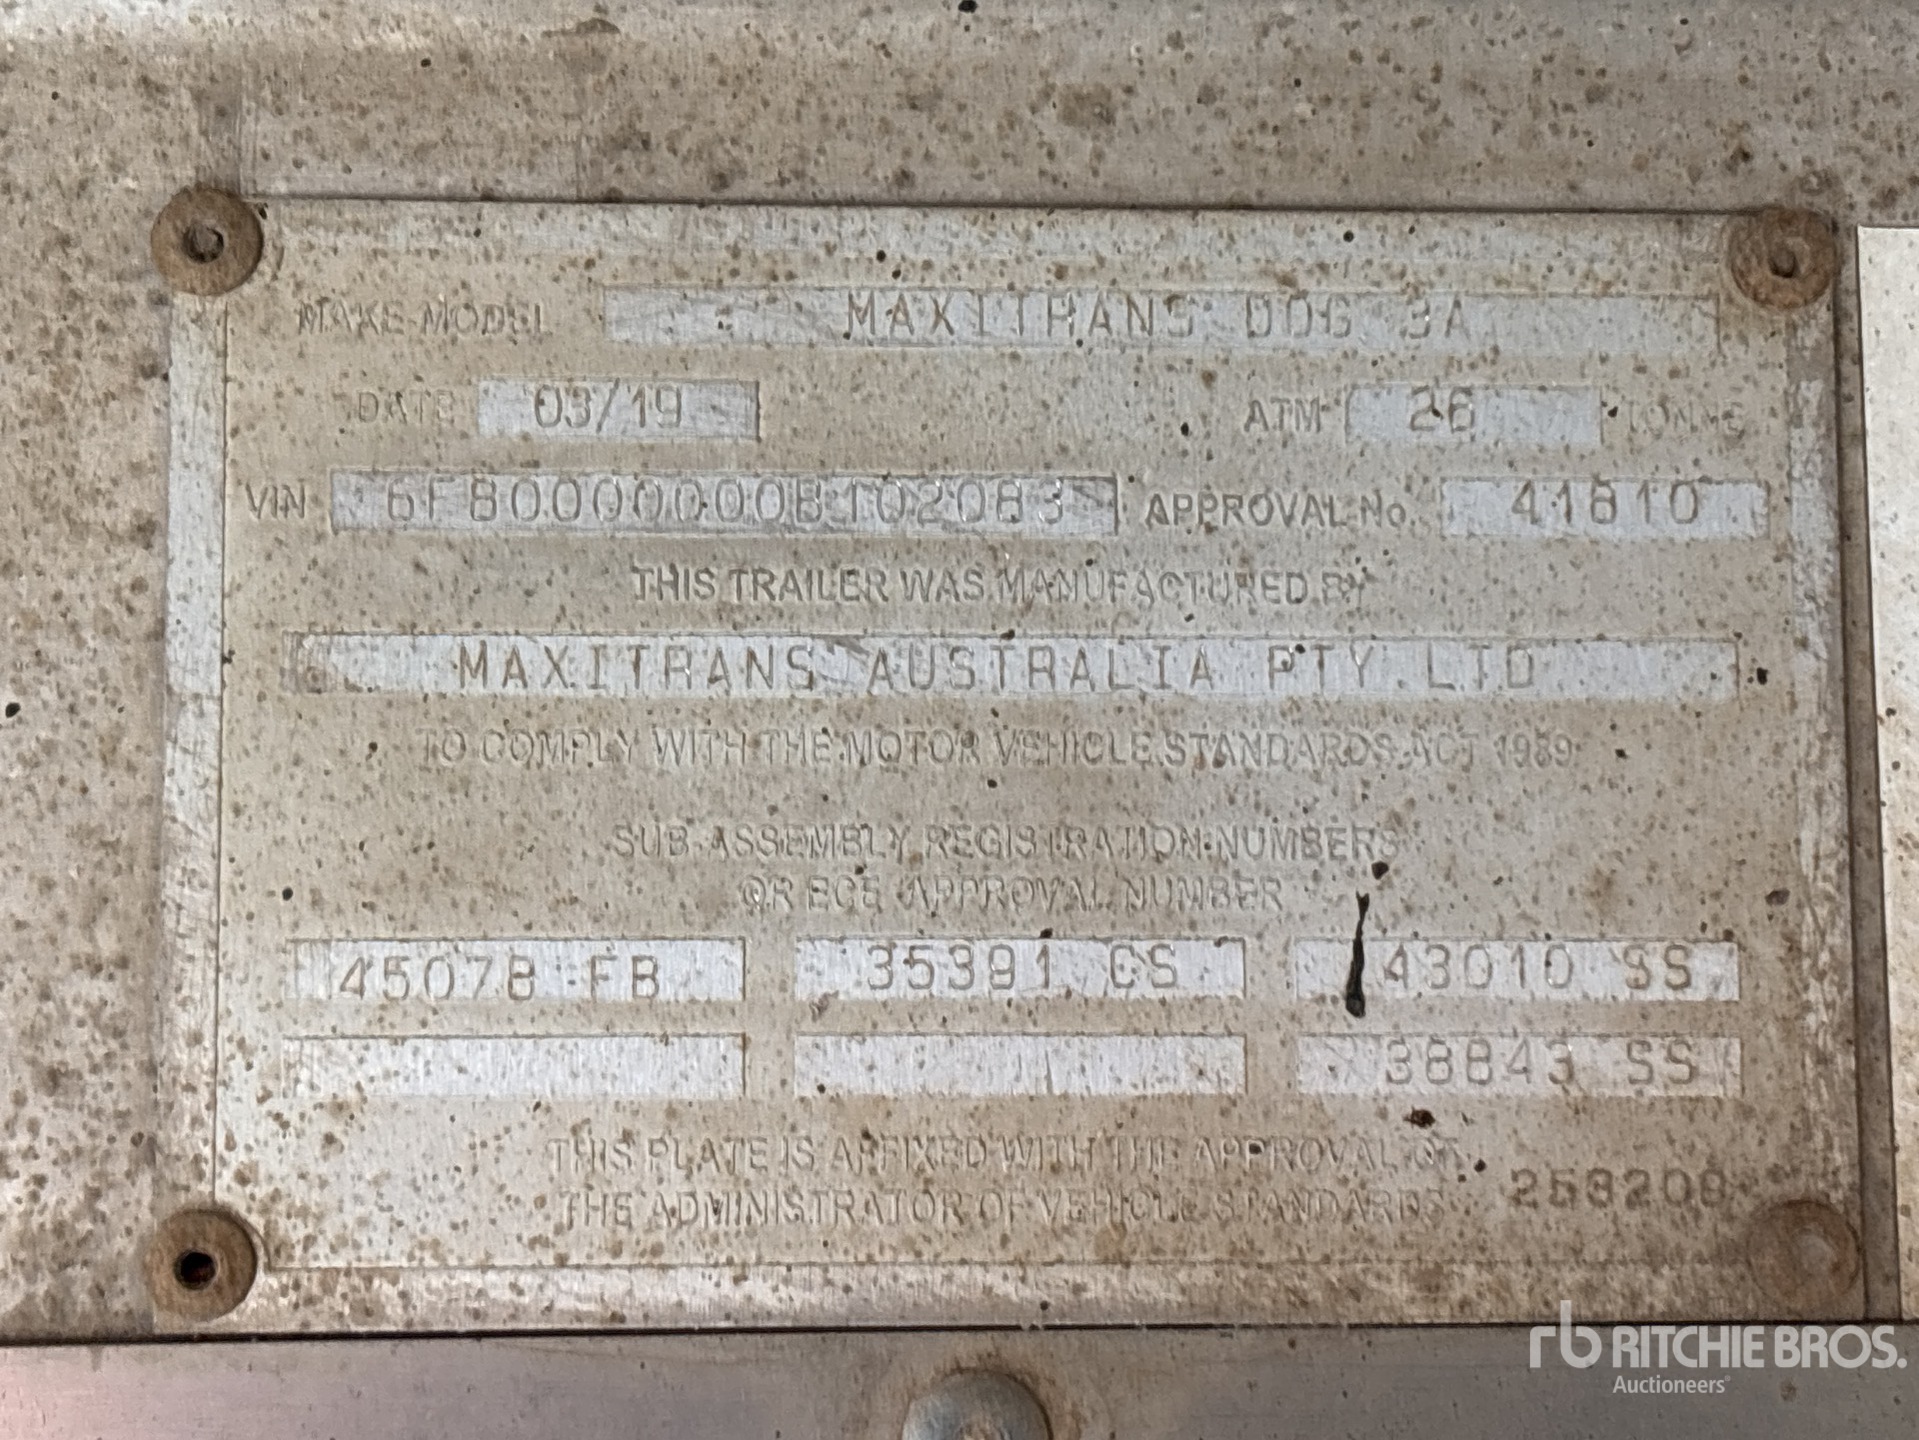 MAKE-MODEL MAXITRANS DOG 3A
DATE 03/19 ATM 26 TONNE
VIN 6F80000000B102083 APPROVAL No. 41810
THIS TRAILER WAS MANUFACTURED BY
MAXITRANS AUSTRALIA PTY LTD
TO COMPLY WITH THE MOTOR VEHICLE STANDARDS ACT 1989
SUB-ASSEMBLY REGISTRATION NUMBERS
OR ECE APPROVAL NUMBER
45078 FB 35391 CS 43010 SS
38843 SS
THIS PLATE IS AFFIXED WITH THE APPROVAL OF
THE ADMINISTRATOR OF VEHICLE STANDARDS
rb RITCHIE BROS.
Auctioneers